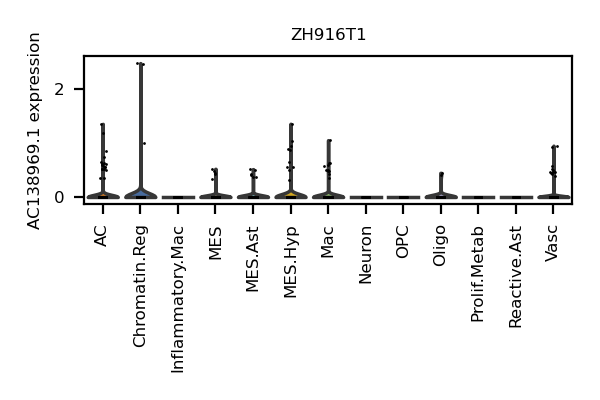 ZH916T1
AC138969.1 expression
2
0
AC
Chromatin.Reg
Inflammatory.Mac
MES
MES.Ast
MES.Hyp
Mac
Neuron
OPC
Oligo
Prolif.Metab
Reactive.Ast
Vasc